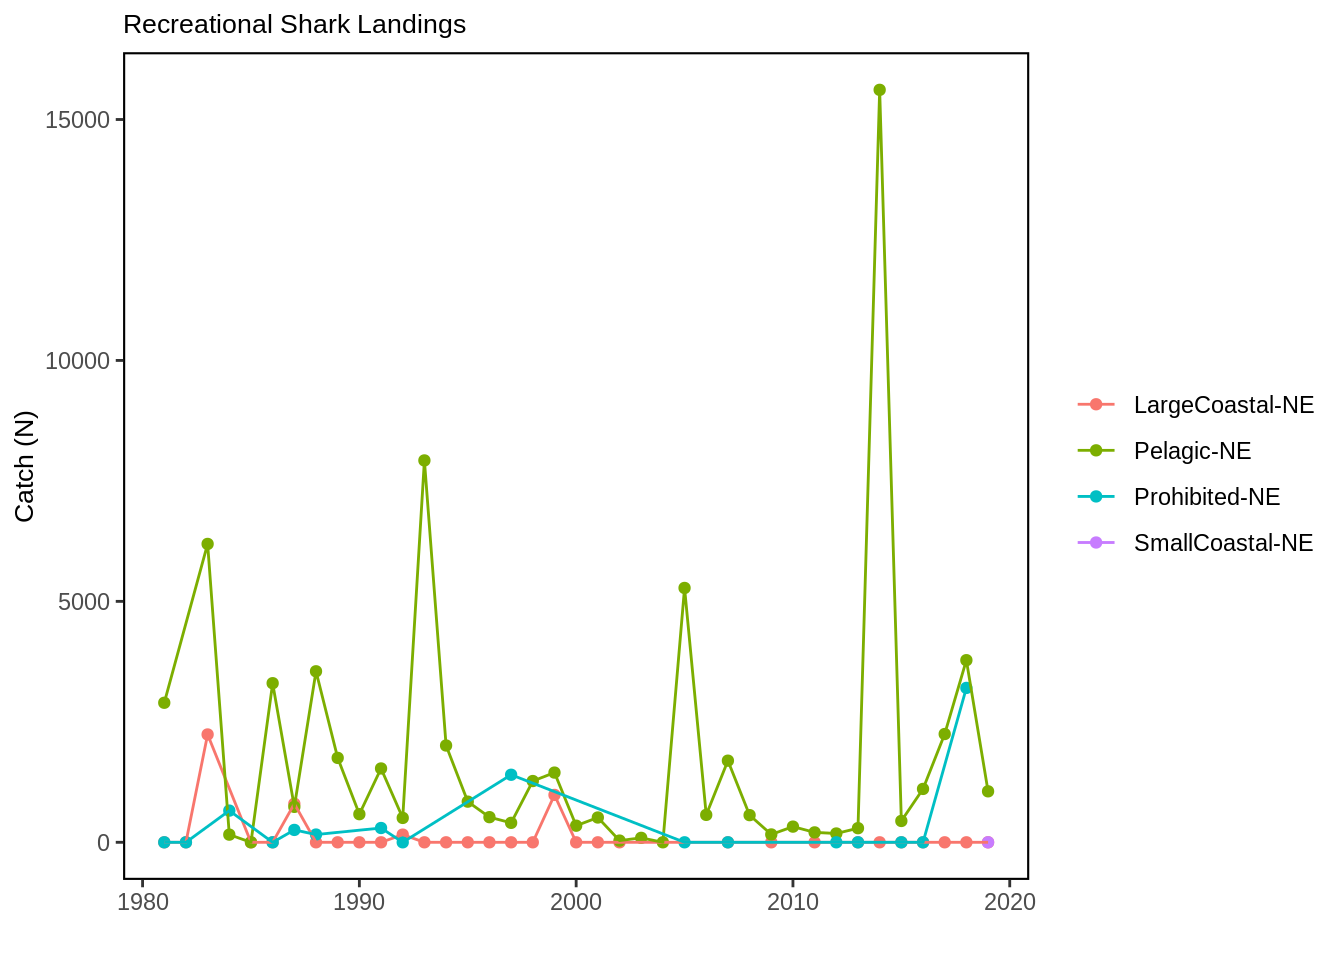 Recreational Shark Landings
15000
10000
5000
0
Catch (N)
1980
1990
2000
2010
2020
LargeCoastal-NE
Pelagic-NE
Prohibited-NE
SmallCoastal-NE